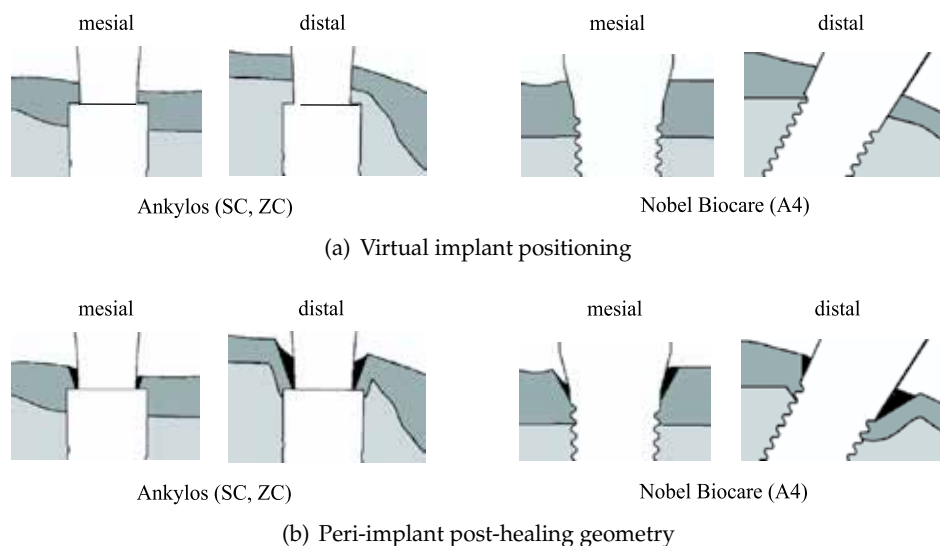 mesial distal mesial distal
Ankylos (SC, ZC) Nobel Biocare (A4)
(a) Virtual implant positioning
mesial distal mesial distal
Ankylos (SC, ZC) Nobel Biocare (A4)
(b) Peri-implant post-healing geometry